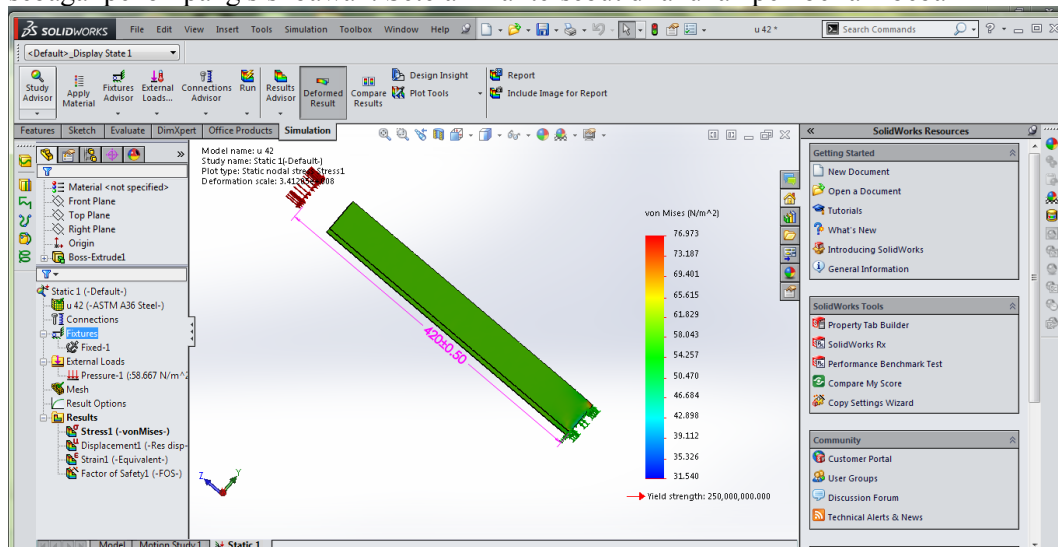 SOLIDWORKS File Edit View Insert Tools Simulation Toolbox Window Help u 42 * Search Commands
<Default>_Display State 1
Study Advisor
Apply Material
Fixtures Advisor
External Loads...
Connections Advisor
Run
Results Advisor
Deformed Result
Compare Results
Design Insight
Plot Tools
Report
Include Image for Report
Features Sketch Evaluate DimXpert Office Products Simulation
Material <not specified>
Front Plane
Top Plane
Right Plane
Origin
Boss-Extrude1
Static 1 (-Default-)
u 42 (-ASTM A36 Steel-)
Connections
Fixtures
Fixed-1
External Loads
Pressure-1 (:58.667 N/m^2
Mesh
Result Options
Results
Stress1 (-vonMises-)
Displacement1 (-Res disp-
Strain1 (-Equivalent-)
Factor of Safety1 (-FOS-)
Model name: u 42
Study name: Static 1(-Default-)
Plot type: Static nodal stress Stress1
Deformation scale:
420±0.50
Z Y
von Mises (N/m^2)
76.973
73.187
69.401
65.615
61.829
58.043
54.257
50.470
46.684
42.898
39.112
35.326
31.540
Yield strength: 250,000,000.000
SolidWorks Resources
Getting Started
New Document
Open a Document
Tutorials
What's New
Introducing SolidWorks
General Information
SolidWorks Tools
Property Tab Builder
SolidWorks Rx
Performance Benchmark Test
Compare My Score
Copy Settings Wizard
Community
Customer Portal
User Groups
Discussion Forum
Technical Alerts & News
Model Motion Study 1 Static 1